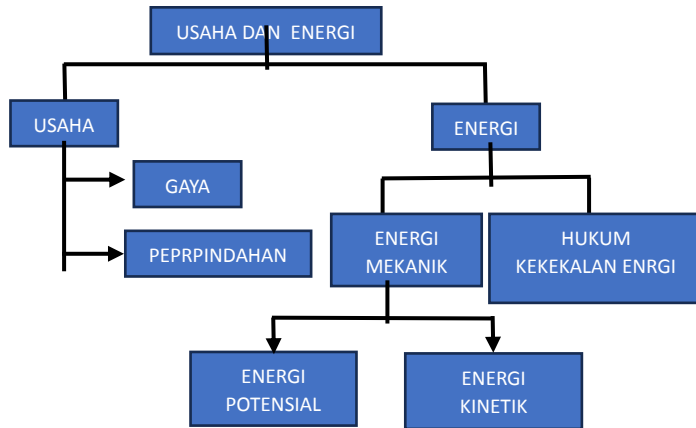 USAHA DAN ENERGI
USAHA
ENERGI
GAYA
PEPRPINDAHAN
ENERGI
MEKANIK
HUKUM
KEKEKALAN ENRGI
ENERGI
POTENSIAL
ENERGI
KINETIK